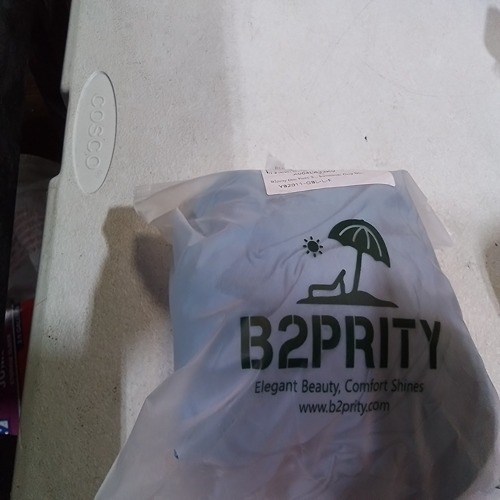 COSCO
B2PRITY
Elegant Beauty, Comfort Shines
www.b2prity.com